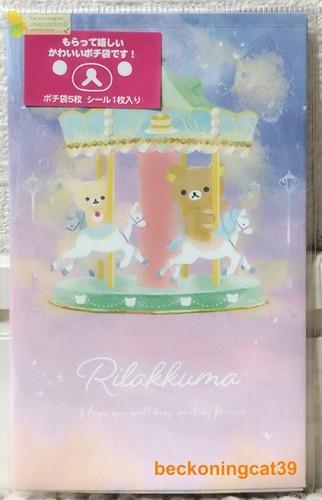 UNREGISTERED
もらって嬉しい
かわいいポチ袋です！
ポチ袋5枚 シール1枚入り
Rilakkuma
I hope you will keep smiling forever
beckoningcat39